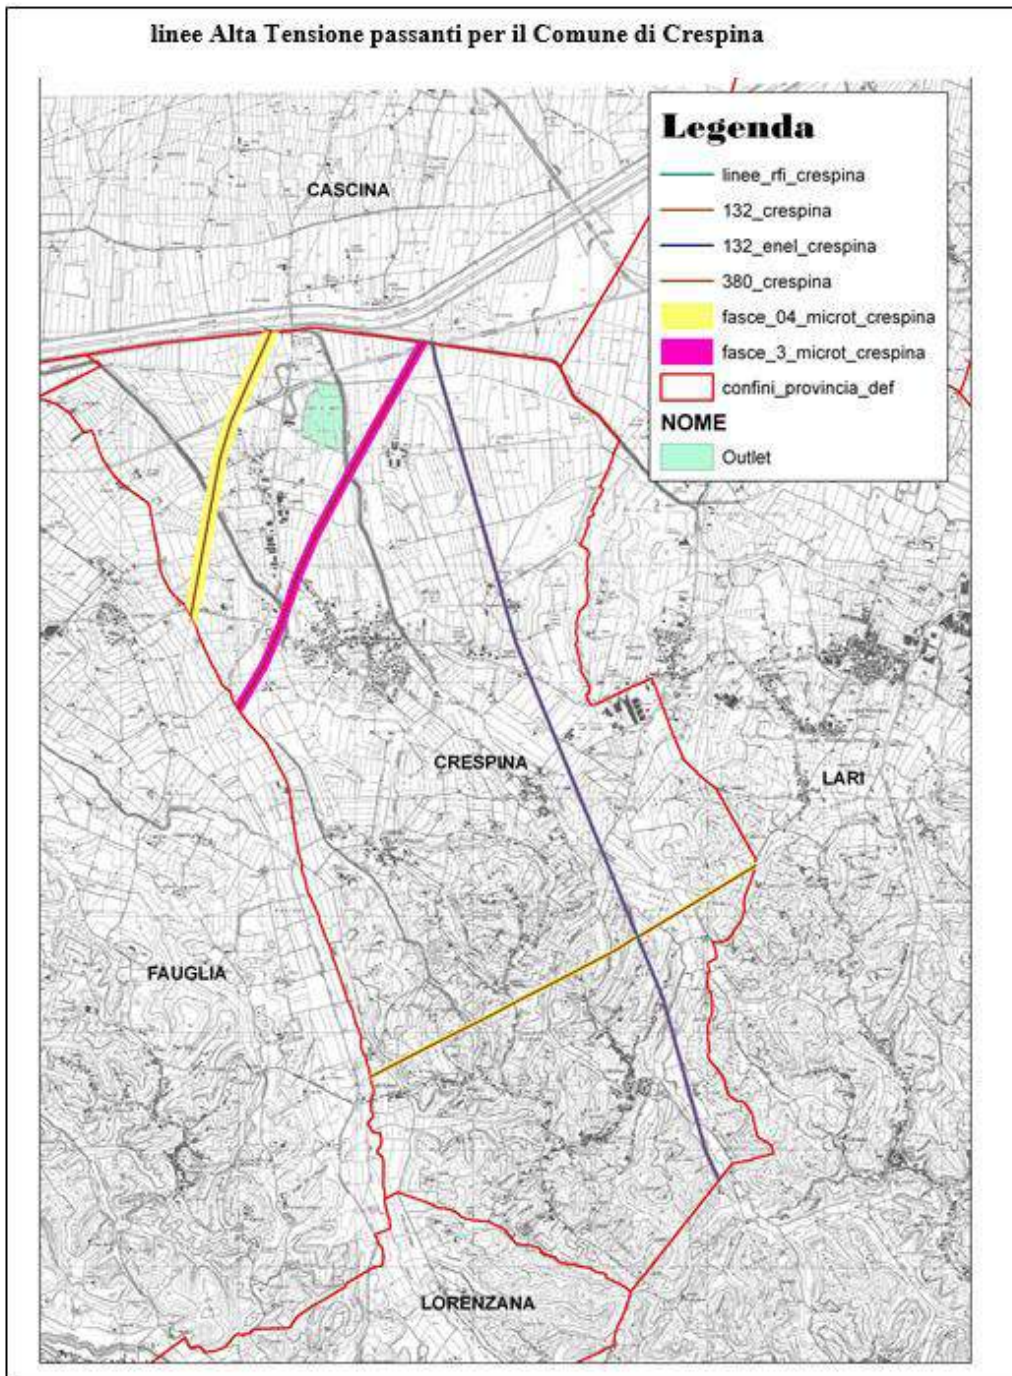 linee Alta Tensione passanti per il Comune di Crespina
Legenda
linee_rfi_crespina
132_crespina
132_enel_crespina
380_crespina
fasce_04_microt_crespina
fasce_3_microt_crespina
confini_provincia_def
NOME
Outlet
CASCINA
CRESPINA
LARI
FAUGLIA
LORENZANA